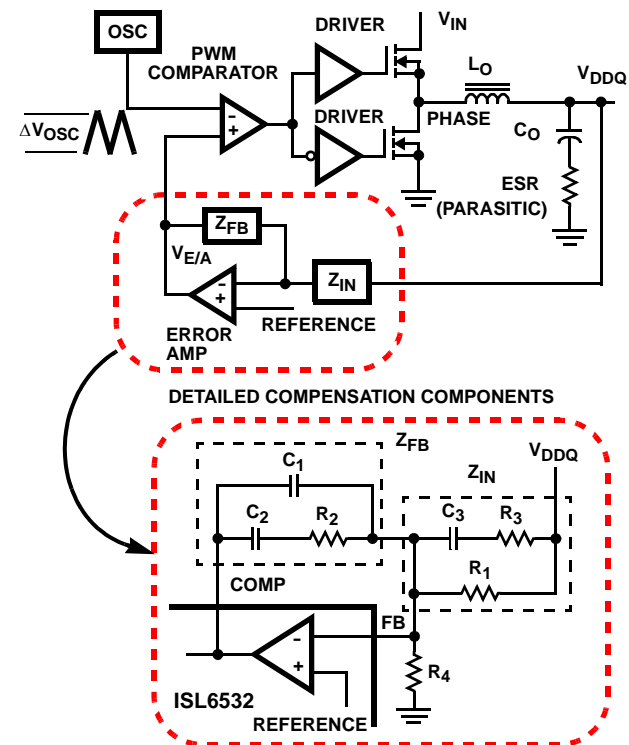 OSC
PWM
COMPARATOR
DRIVER
V_IN
L_O
V_DDQ
-
+
ΔV_OSC
DRIVER
PHASE
C_O
ESR
(PARASITIC)
Z_FB
V_E/A
-
+
Z_IN
ERROR
AMP
REFERENCE
DETAILED COMPENSATION COMPONENTS
Z_FB
V_DDQ
C_1
Z_IN
C_2
R_2
C_3
R_3
COMP
R_1
FB
-
+
R_4
ISL6532
REFERENCE